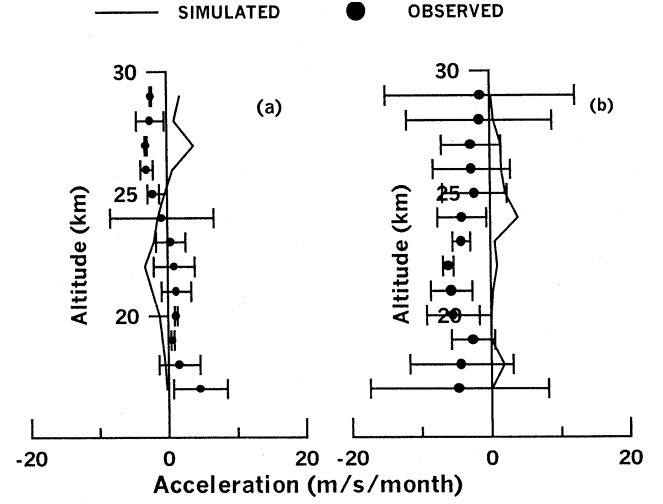 SIMULATED OBSERVED
30 30
(a) (b)
25 25
Altitude (km) Altitude (km)
20 20
-20 0 20 -20 0 20
Acceleration (m/s/month)